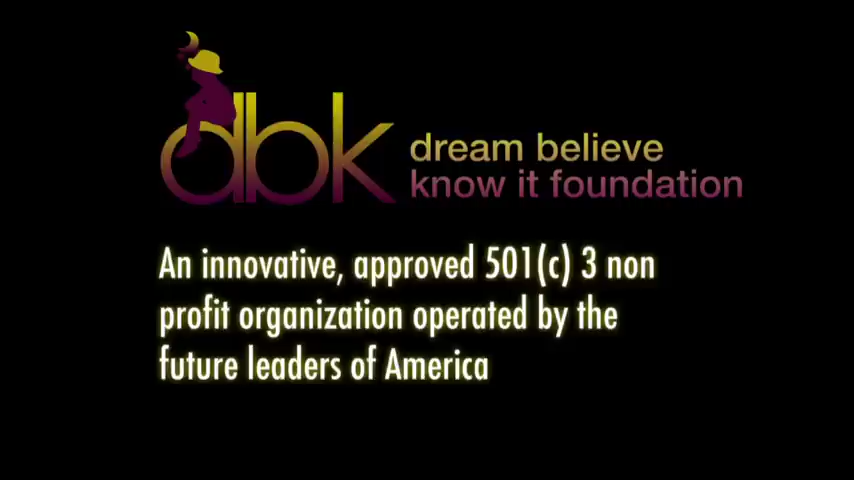 dbk
dream believe
know it foundation
An innovative, approved 501(c) 3 non
profit organization operated by the
future leaders of America